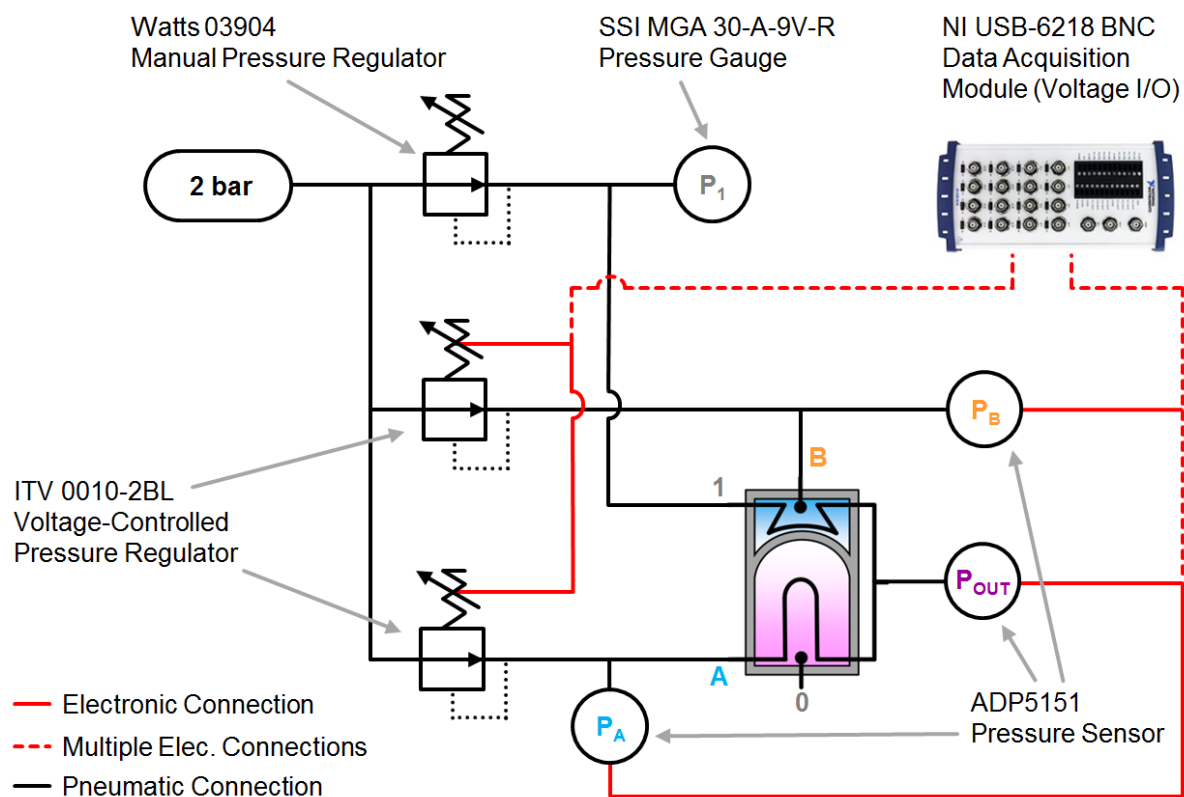 Watts 03904
Manual Pressure Regulator
SSI MGA 30-A-9V-R
Pressure Gauge
NI USB-6218 BNC
Data Acquisition
Module (Voltage I/O)
2 bar
P1
PB
B
1
ITV 0010-2BL
Voltage-Controlled
Pressure Regulator
POUT
A
0
PA
ADP5151
Pressure Sensor
Electronic Connection
Multiple Elec. Connections
Pneumatic Connection